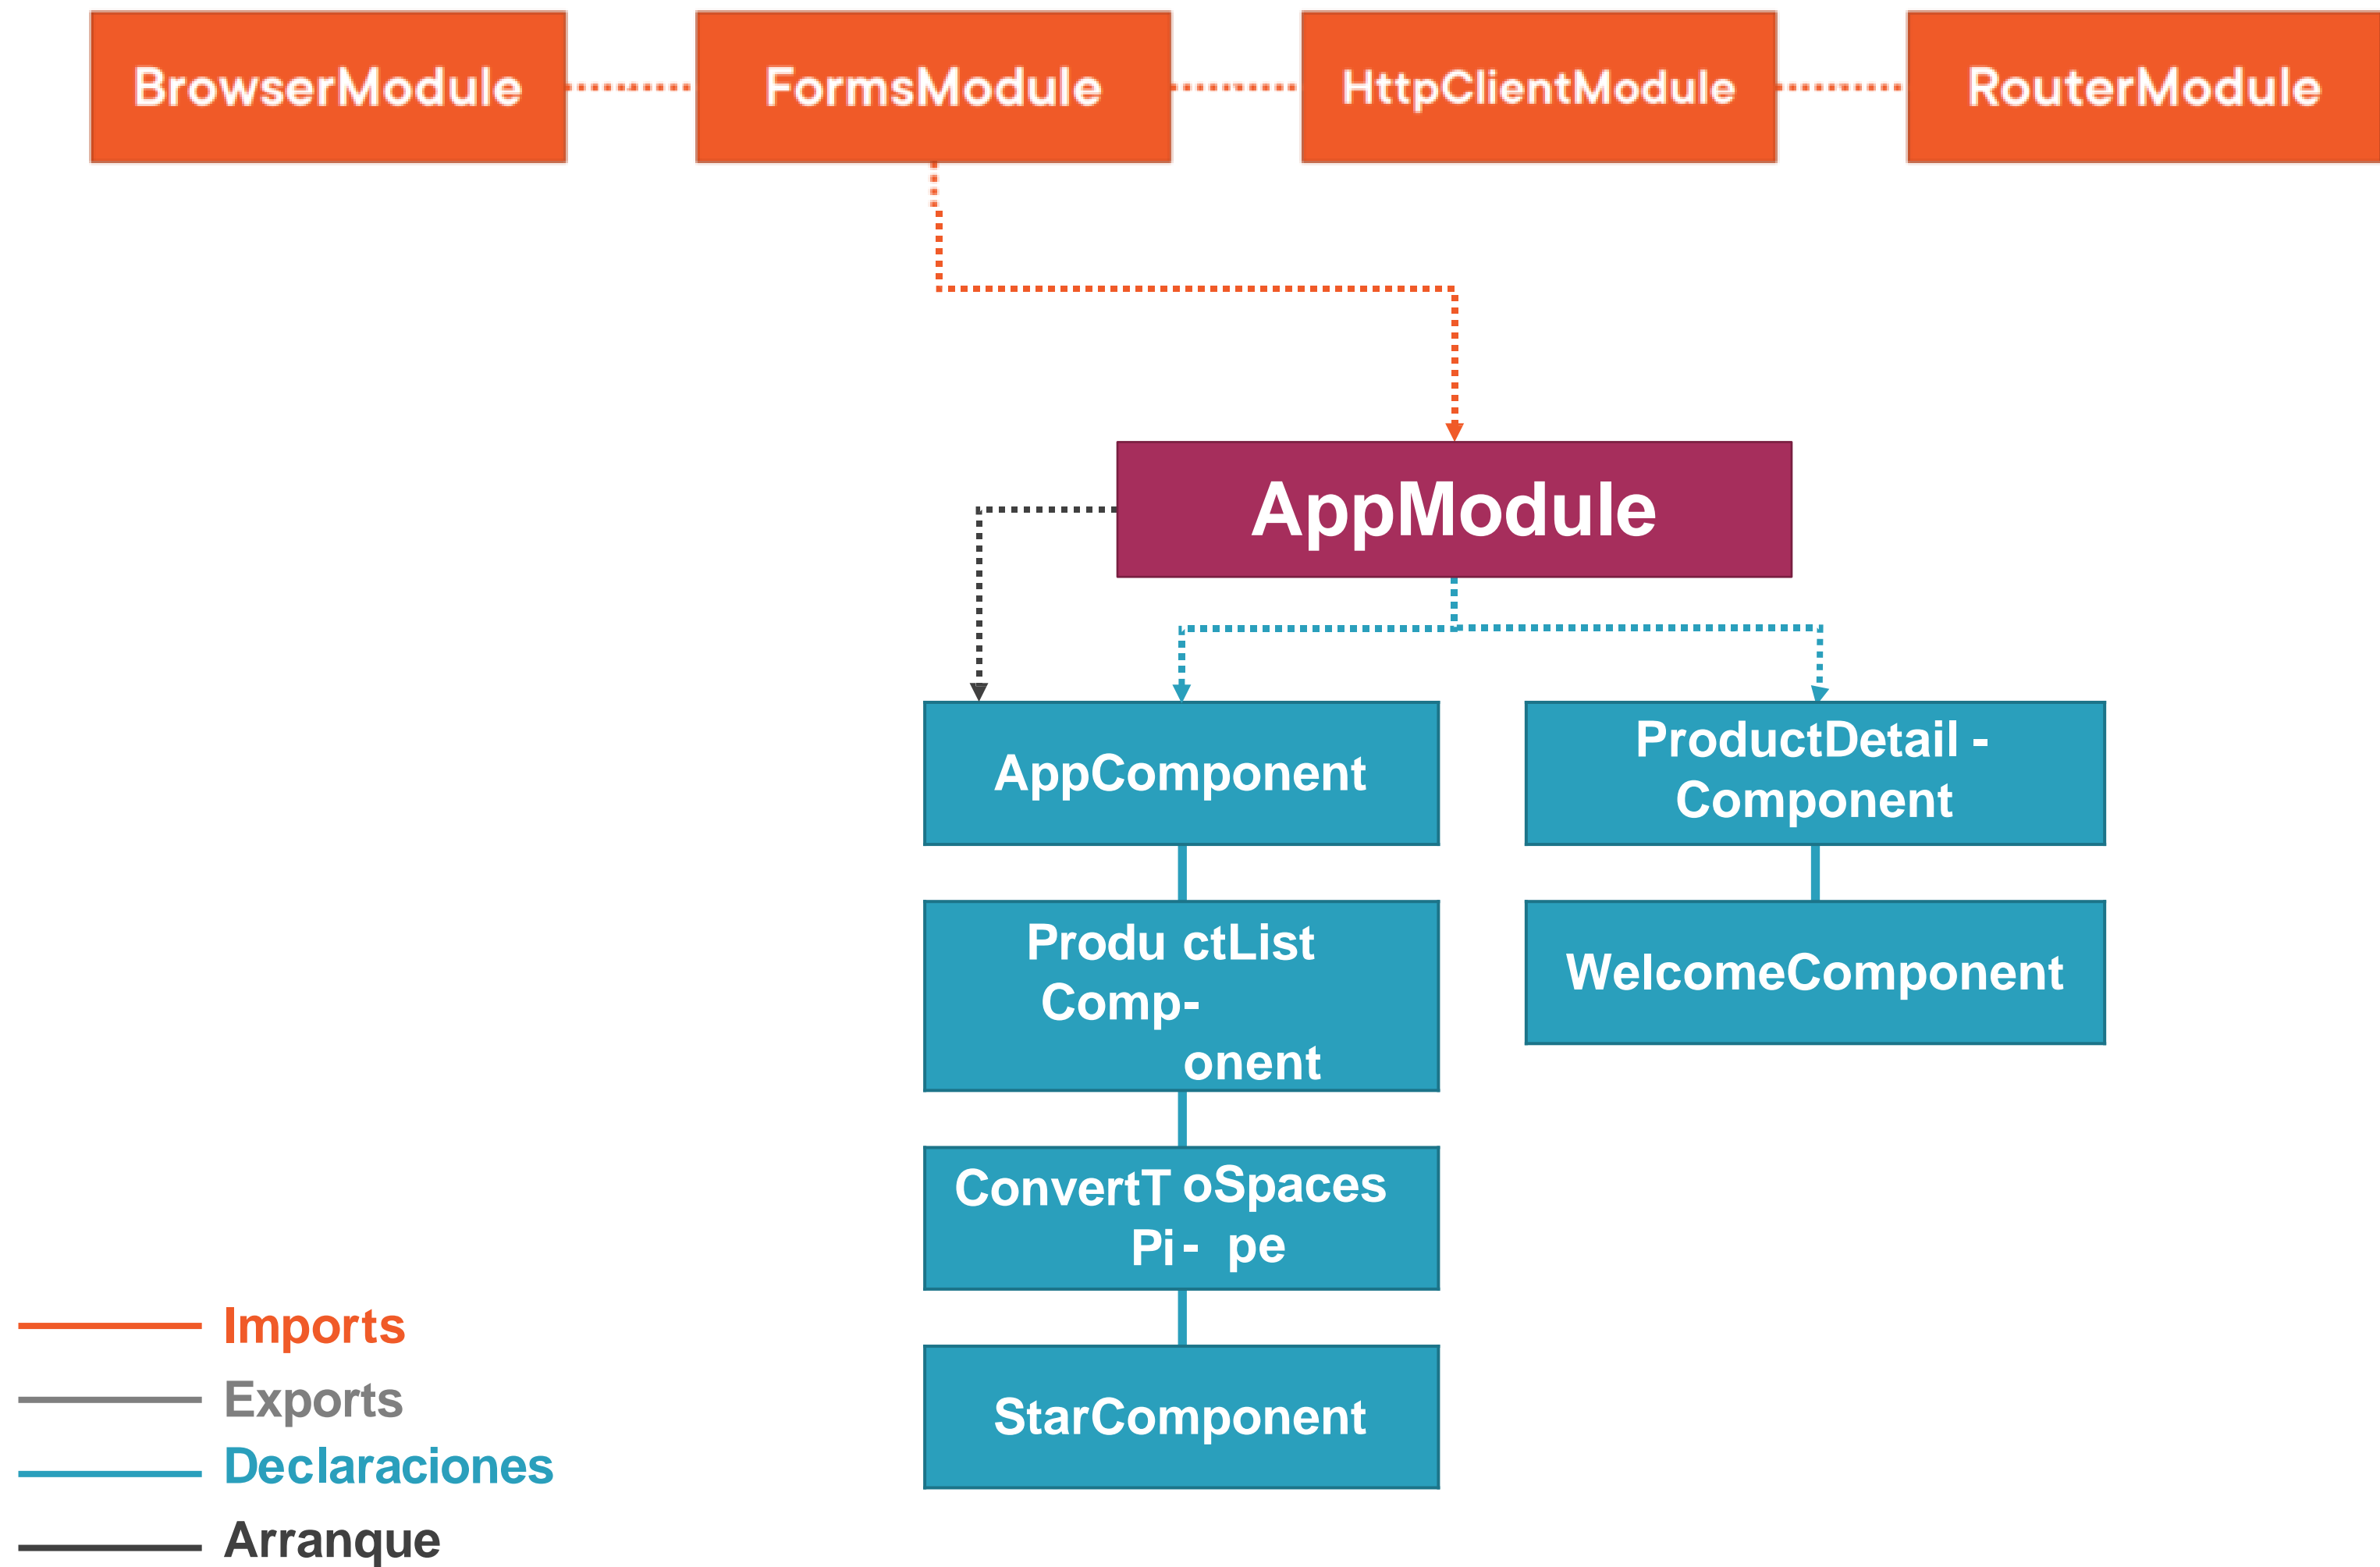 BrowserModule
FormsModule
HttpClientModule
RouterModule
AppModule
AppComponent
ProductDetail -
Component
Produ ctList
Comp-
onent
WelcomeComponent
ConvertT oSpaces
Pi - pe
StarComponent
Imports
Exports
Declaraciones
Arranque